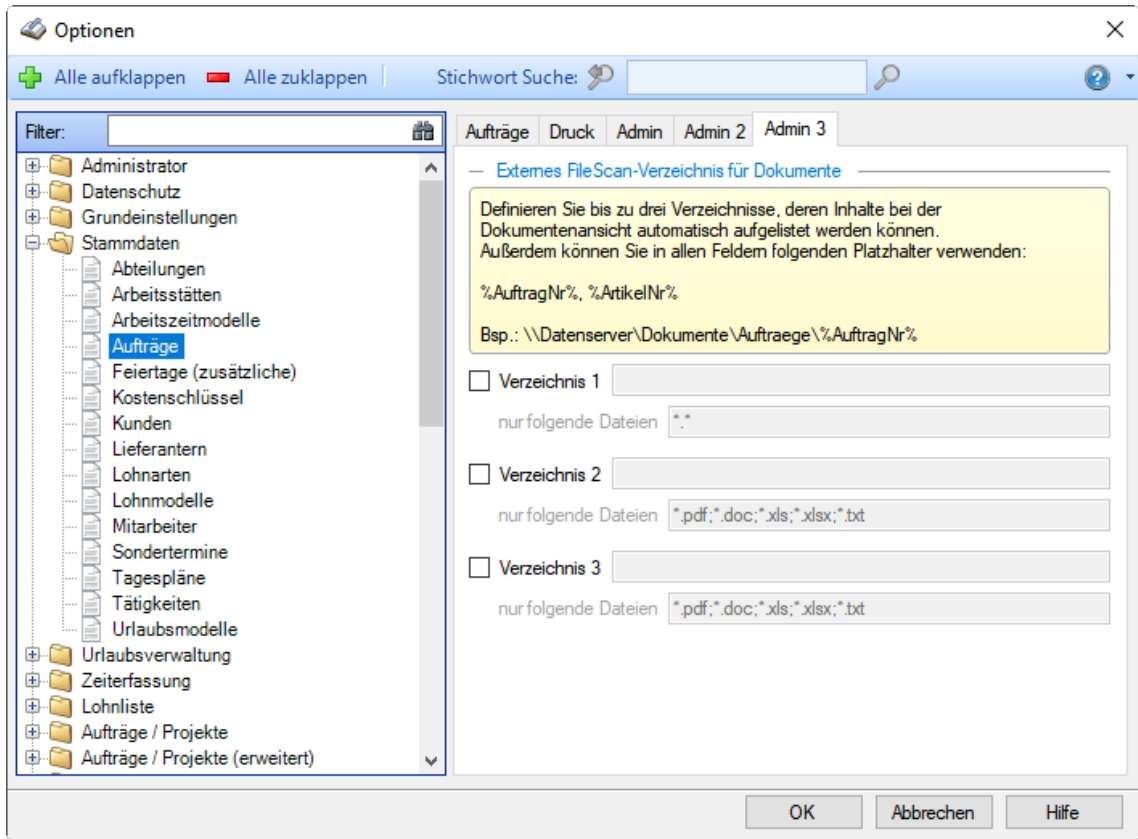 Optionen
Alle aufklappen Alle zuklappen Stichwort Suche:
Filter:
Administrator
Datenschutz
Grundeinstellungen
Stammdaten
Abteilungen
Arbeitsstätten
Arbeitszeitmodelle
Aufträge
Feiertage (zusätzliche)
Kostenschlüssel
Kunden
Lieferantern
Lohnarten
Lohnmodelle
Mitarbeiter
Sondertermine
Tagespläne
Tätigkeiten
Urlaubsmodelle
Urlaubsverwaltung
Zeiterfassung
Lohnliste
Aufträge / Projekte
Aufträge / Projekte (erweitert)
Aufträge Druck Admin Admin 2 Admin 3
Externes FileScan-Verzeichnis für Dokumente
Definieren Sie bis zu drei Verzeichnisse, deren Inhalte bei der
Dokumentenansicht automatisch aufgelistet werden können.
Außerdem können Sie in allen Feldern folgenden Platzhalter verwenden:
%AuftragNr%, %ArtikelNr%
Bsp.: \\Datenserver\Dokumente\Auftraege\%AuftragNr%
Verzeichnis 1
nur folgende Dateien *.*
Verzeichnis 2
nur folgende Dateien *.pdf;*.doc;*.xls;*.xlsx;*.txt
Verzeichnis 3
nur folgende Dateien *.pdf;*.doc;*.xls;*.xlsx;*.txt
OK Abbrechen Hilfe